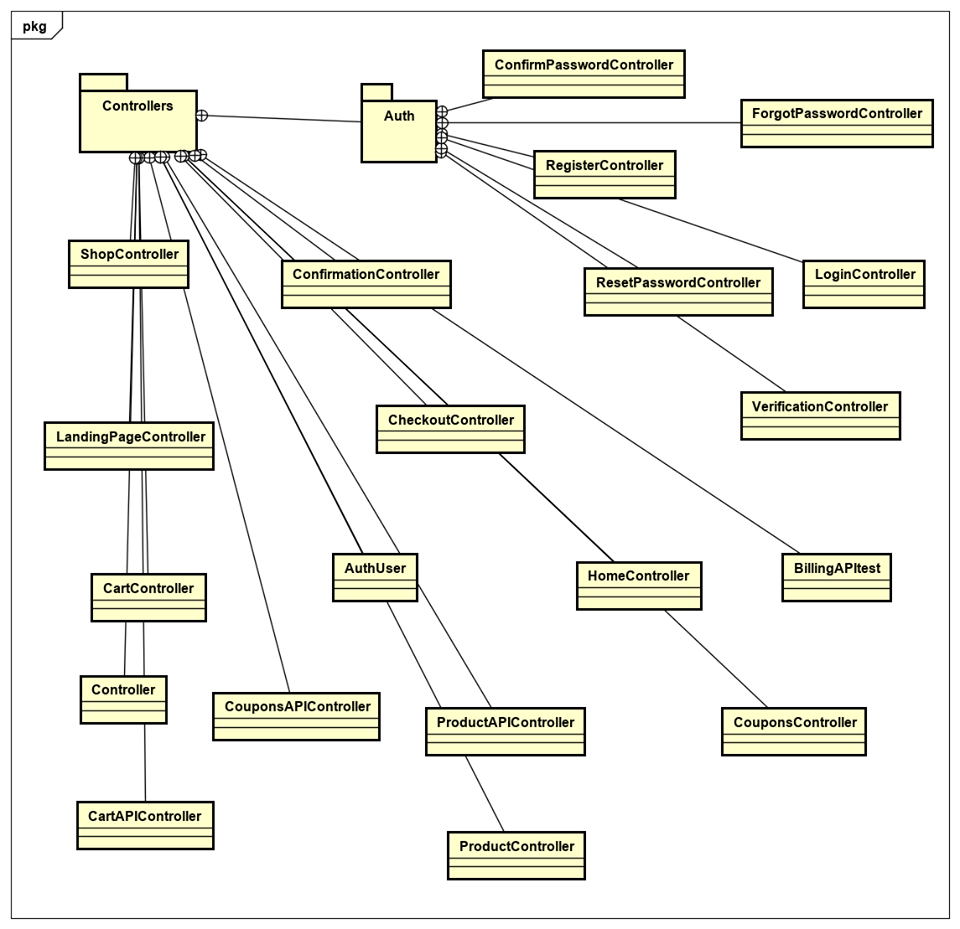 pkg
ConfirmPasswordController
Controllers
Auth
ForgotPasswordController
RegisterController
ShopController
ConfirmationController
ResetPasswordController
LoginController
LandingPageController
CheckoutController
VerificationController
CartController
AuthUser
HomeController
BillingAPItest
Controller
CouponsAPIController
ProductAPIController
CouponsController
CartAPIController
ProductController